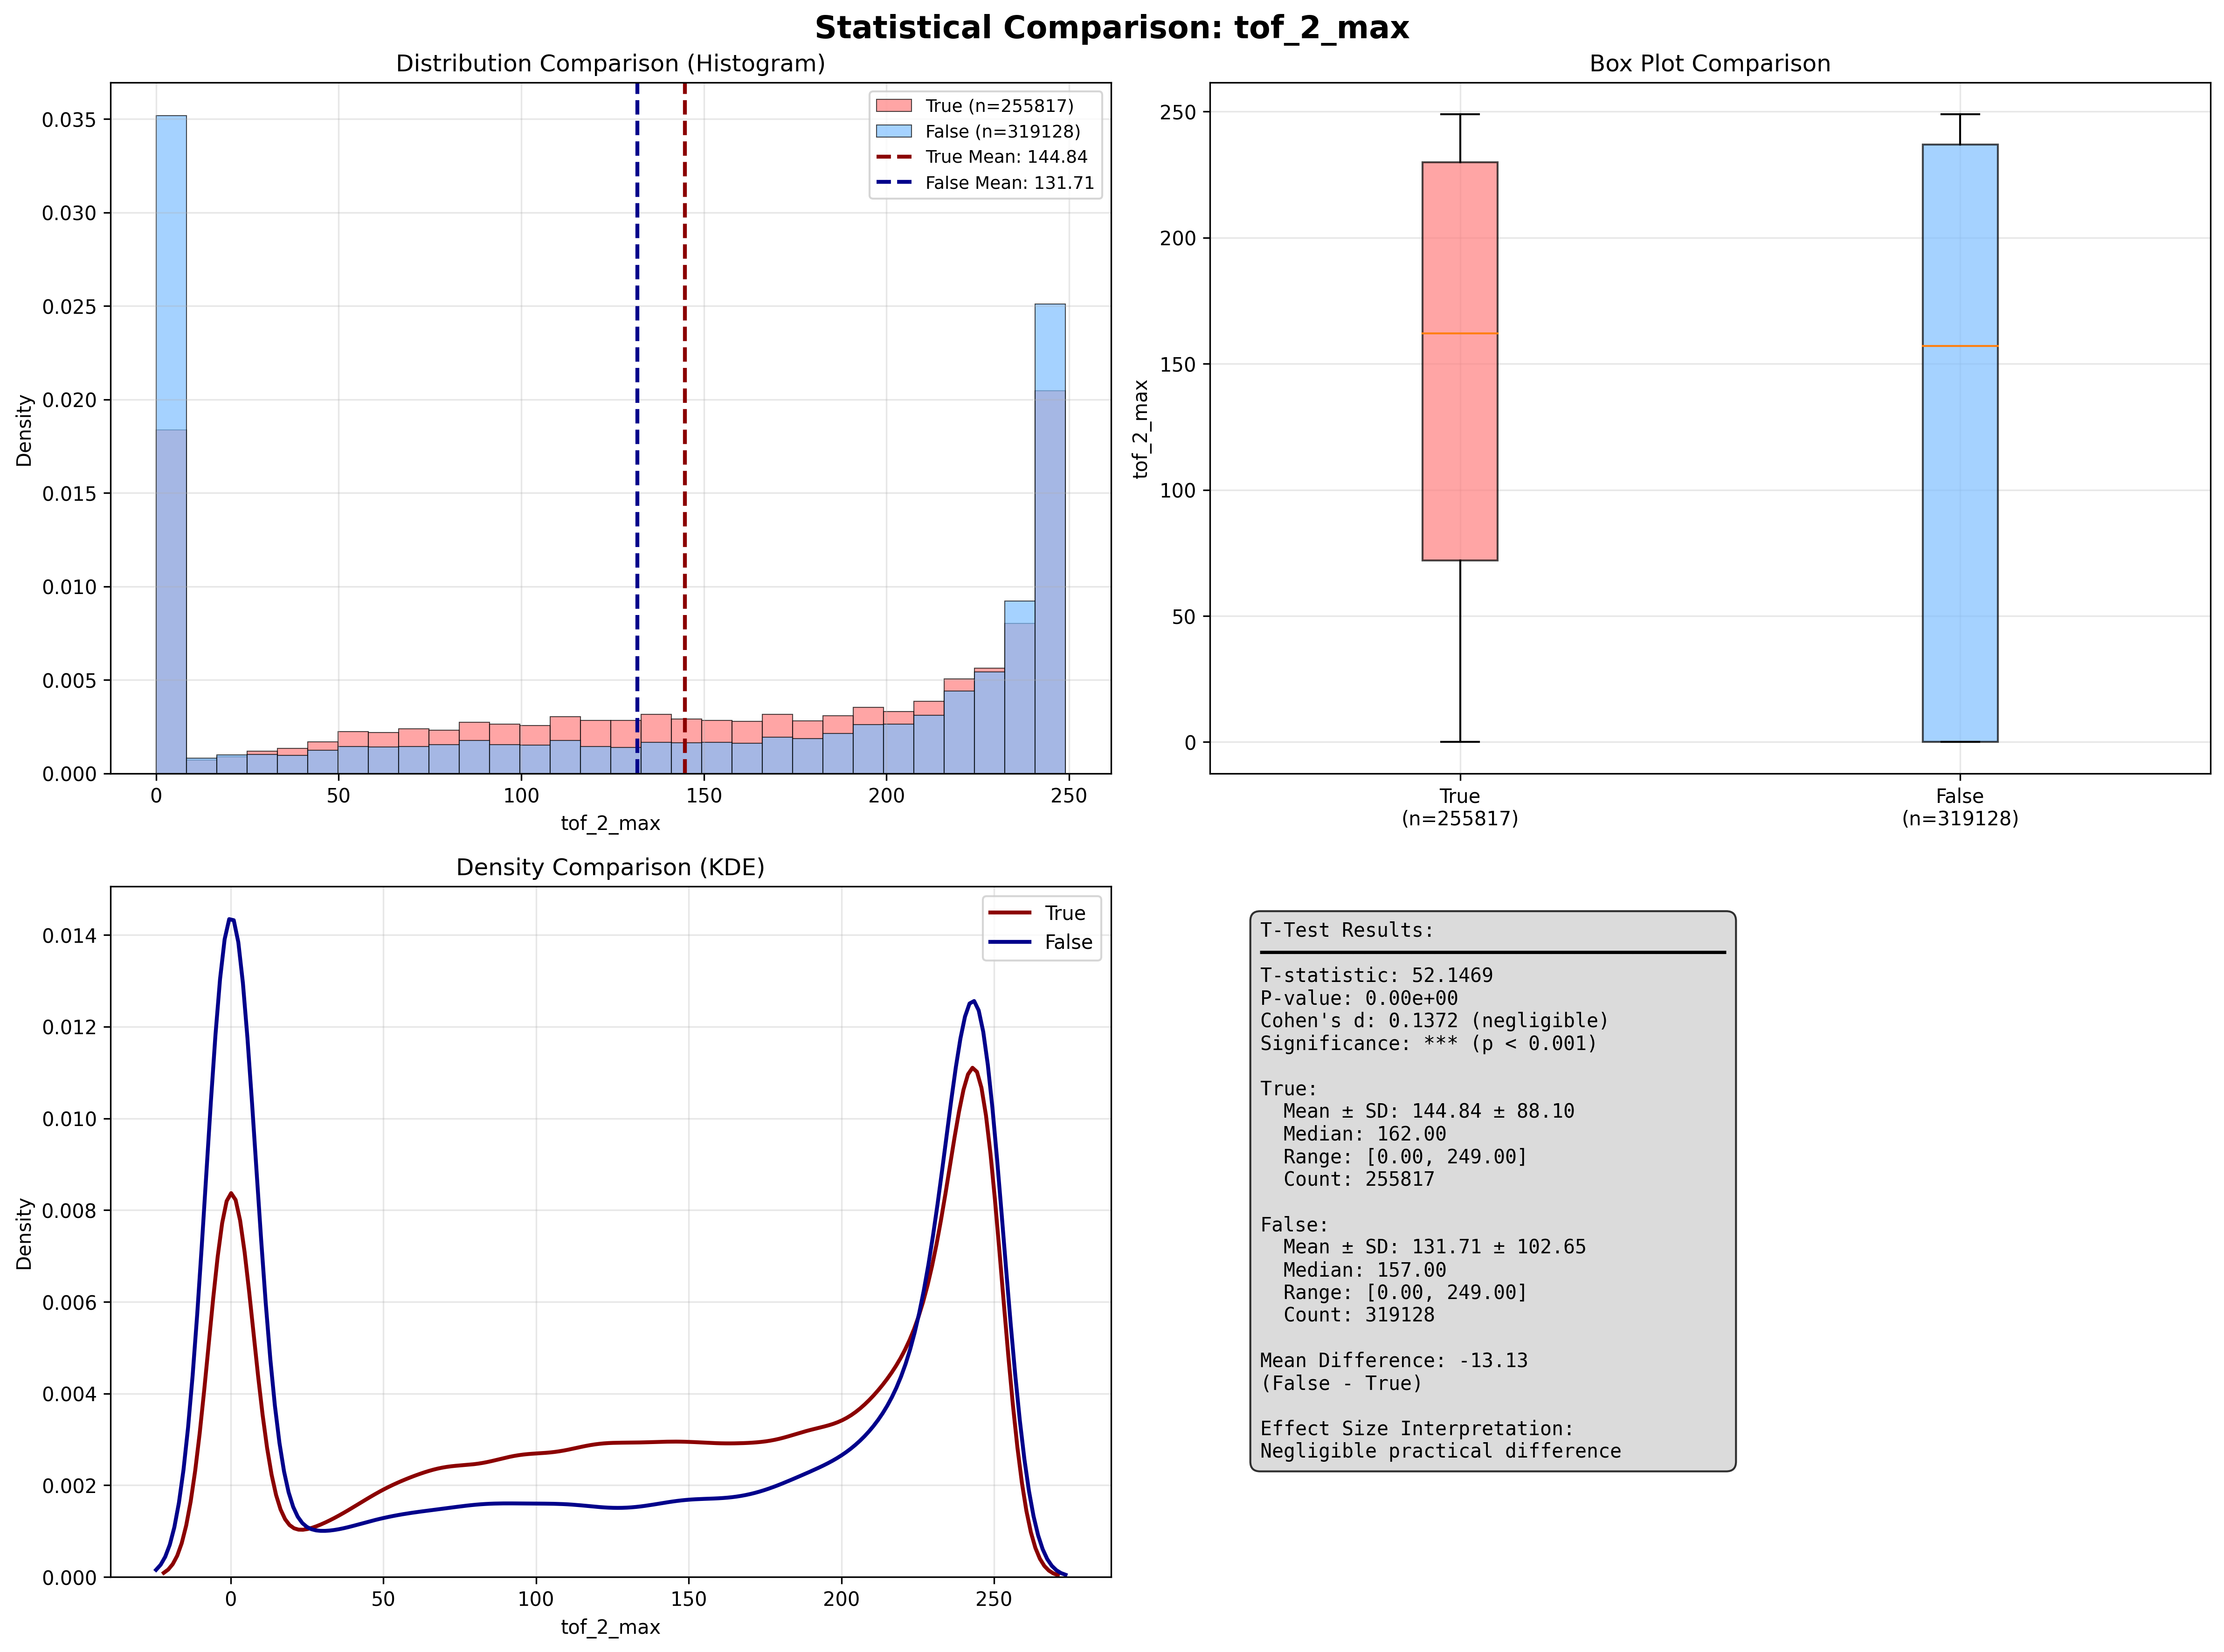 Statistical Comparison: tof_2_max
Distribution Comparison (Histogram)
Density
0.035
0.030
0.025
0.020
0.015
0.010
0.005
0.000
True (n=255817)
False (n=319128)
True Mean: 144.84
False Mean: 131.71
0 50 100 150 200 250
tof_2_max
Box Plot Comparison
tof_2_max
250
200
150
100
50
0
True
(n=255817)
False
(n=319128)
Density Comparison (KDE)
Density
0.014
0.012
0.010
0.008
0.006
0.004
0.002
0.000
True
False
0 50 100 150 200 250
tof_2_max
T-Test Results:
T-statistic: 52.1469
P-value: 0.00e+00
Cohen's d: 0.1372 (negligible)
Significance: *** (p < 0.001)
True:
Mean ± SD: 144.84 ± 88.10
Median: 162.00
Range: [0.00, 249.00]
Count: 255817
False:
Mean ± SD: 131.71 ± 102.65
Median: 157.00
Range: [0.00, 249.00]
Count: 319128
Mean Difference: -13.13
(False - True)
Effect Size Interpretation:
Negligible practical difference